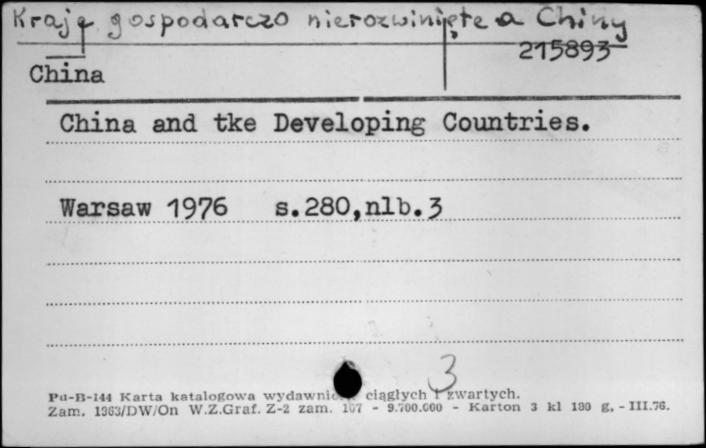 Kraje gospodarczo nierozwinięte a Chiny
215893
China
China and tke Developing Countries.
Warsaw 1976 s.280,nlb.3
3
Pu-B-144 Karta katalogowa wydawnic ciągłych i zwartych.
Zam. 1363/DW/On W.Z.Graf. Z-2 zam. 107 - 9.700.000 - Karton 3 kl 180 g, - III.76.